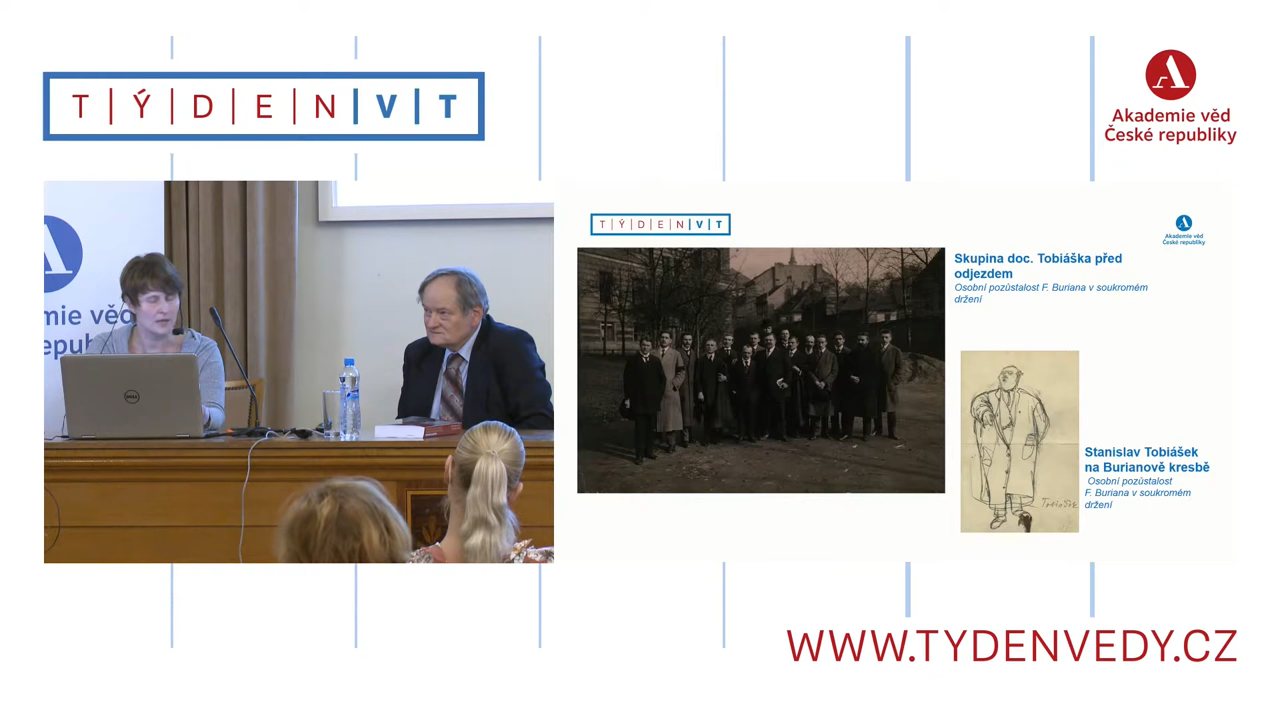 T|Ý|D|E|N|V|T
Akademie věd
České republiky
mie věd
epubl
DELL
T|Ý|D|E|N|V|T
Akademie věd
České republiky
Skupina doc. Tobiáška před
odjezdem
Osobní pozůstalost F. Buriana v soukromém
držení
Tobiášek
Stanislav Tobiášek
na Burianově kresbě
Osobní pozůstalost
F. Buriana v soukromém
držení
WWW.TYDENVEDY.CZ